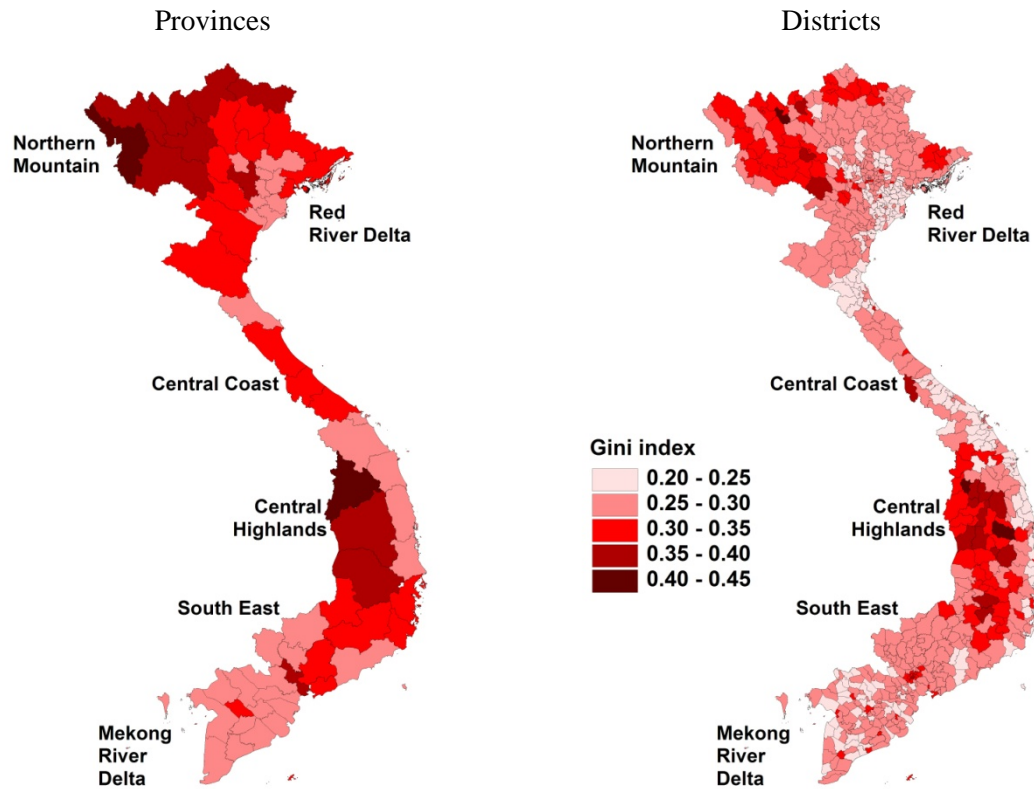 Provinces
Northern
Mountain
Red
River Delta
Central Coast
Central
Highlands
South East
Mekong
River
Delta
Districts
Northern
Mountain
Red
River Delta
Central Coast
Gini index
0.20 - 0.25
0.25 - 0.30
0.30 - 0.35
0.35 - 0.40
0.40 - 0.45
Central
Highlands
South East
Mekong
River
Delta